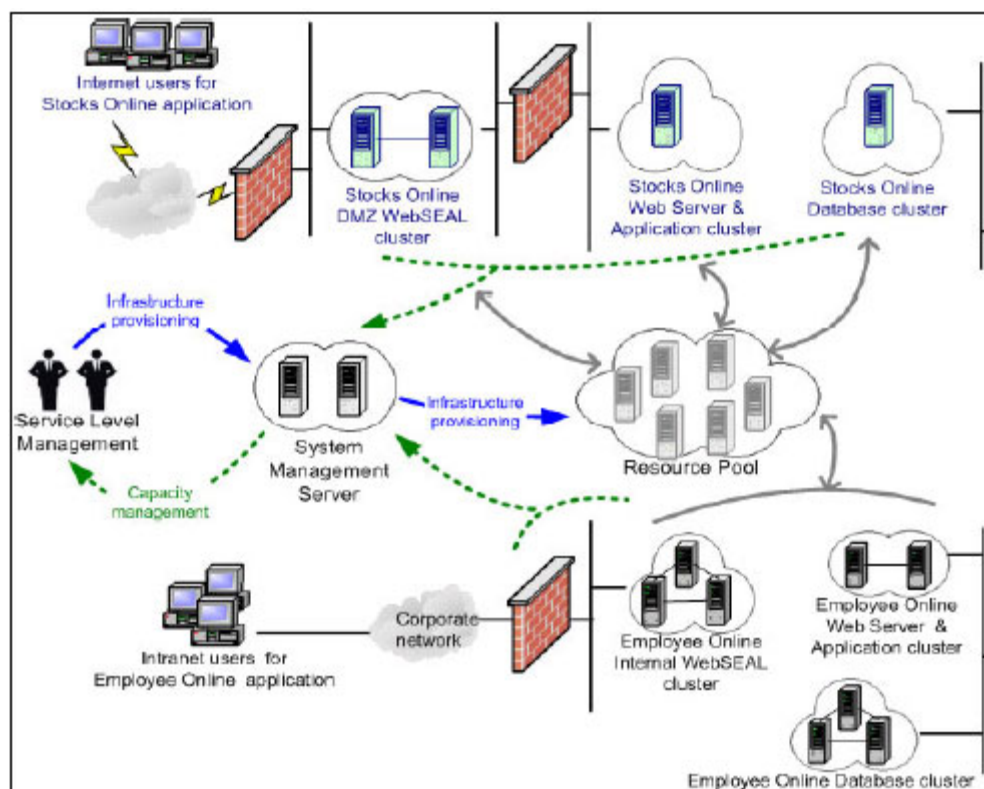 Internet users for
Stocks Online application
Stocks Online
DMZ WebSEAL
cluster
Stocks Online
Web Server &
Application cluster
Stocks Online
Database cluster
Infrastructure
provisioning
Service Level
Management
System
Management
Server
Infrastructure
provisioning
Resource Pool
Capacity
management
Intranet users for
Employee Online application
Corporate
network
Employee Online
Internal WebSEAL
cluster
Employee Online
Web Server &
Application cluster
Employee Online Database cluster